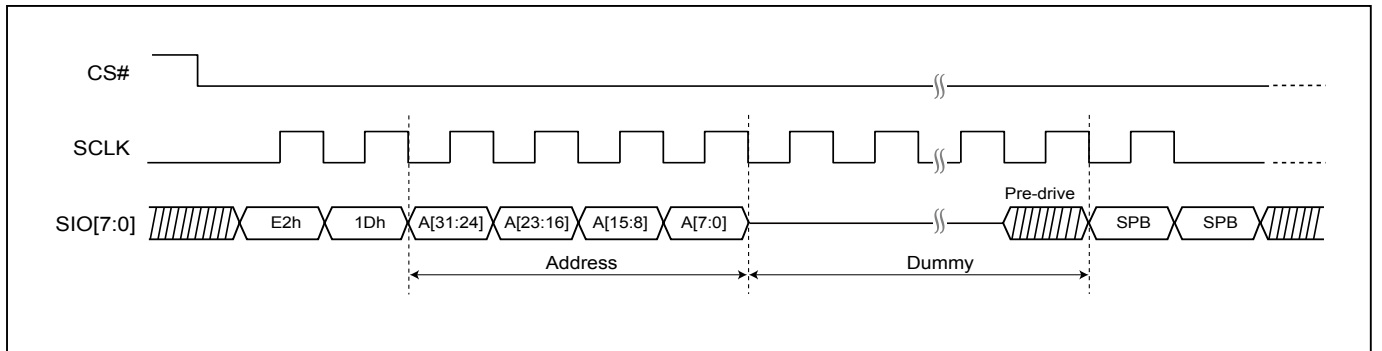 CS#
SCLK
Pre-drive
SIO[7:0] E2h 1Dh A[31:24] A[23:16] A[15:8] A[7:0] SPB SPB
Address Dummy